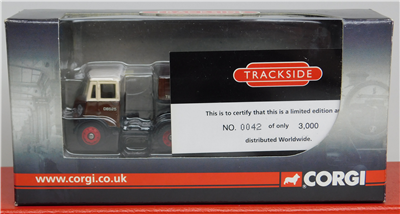 TRACKSIDE
This is to certify that this is a limited edition a
NO. 0042 of only 3,000
distributed Worldwide.
www.corgi.co.uk
CORGI